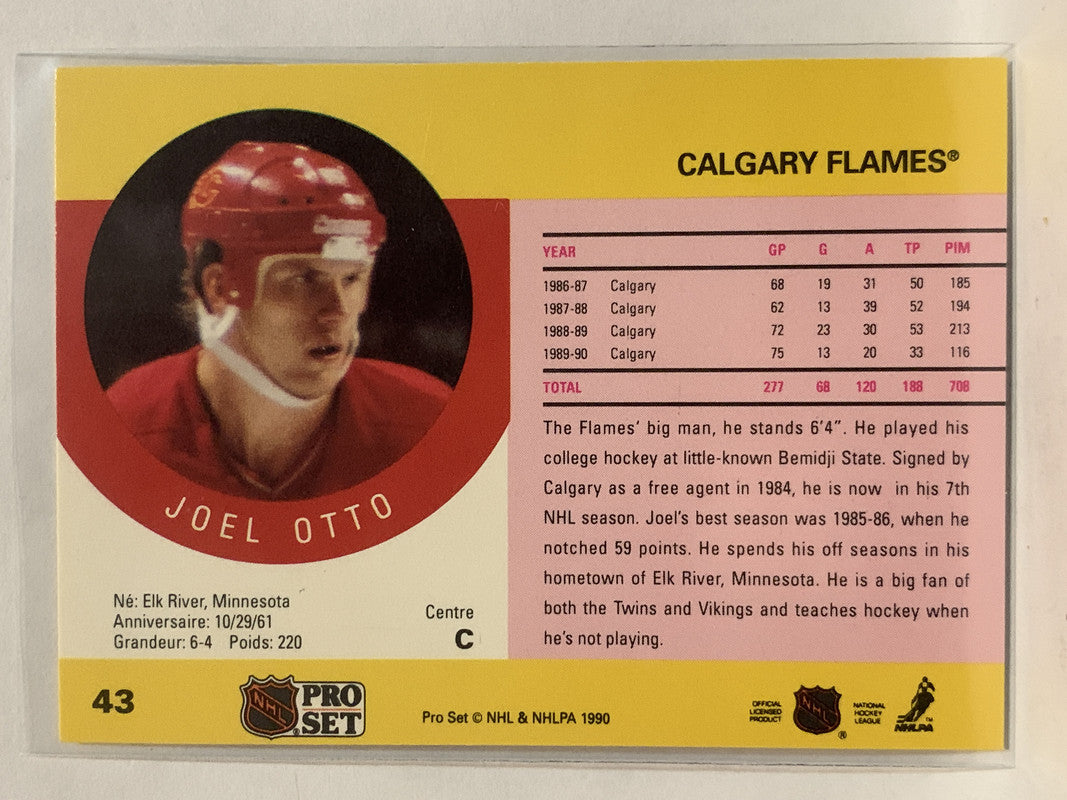 CALGARY FLAMES®
YEAR GP G A TP PIM
1986-87 Calgary 68 19 31 50 185
1987-88 Calgary 62 13 39 52 194
1988-89 Calgary 72 23 30 53 213
1989-90 Calgary 75 13 20 33 116
TOTAL 277 68 120 188 708
The Flames' big man, he stands 6'4". He played his
college hockey at little-known Bemidji State. Signed by
Calgary as a free agent in 1984, he is now in his 7th
NHL season. Joel's best season was 1985-86, when he
notched 59 points. He spends his off seasons in his
hometown of Elk River, Minnesota. He is a big fan of
both the Twins and Vikings and teaches hockey when
he's not playing.
JOEL OTTO
Né: Elk River, Minnesota
Anniversaire: 10/29/61
Grandeur: 6-4 Poids: 220
Centre
C
43
NHL
PRO
SET
®
Pro Set © NHL & NHLPA 1990
OFFICIAL
LICENSED
PRODUCT
NHL
®
NATIONAL
HOCKEY
LEAGUE
™
NHLPA